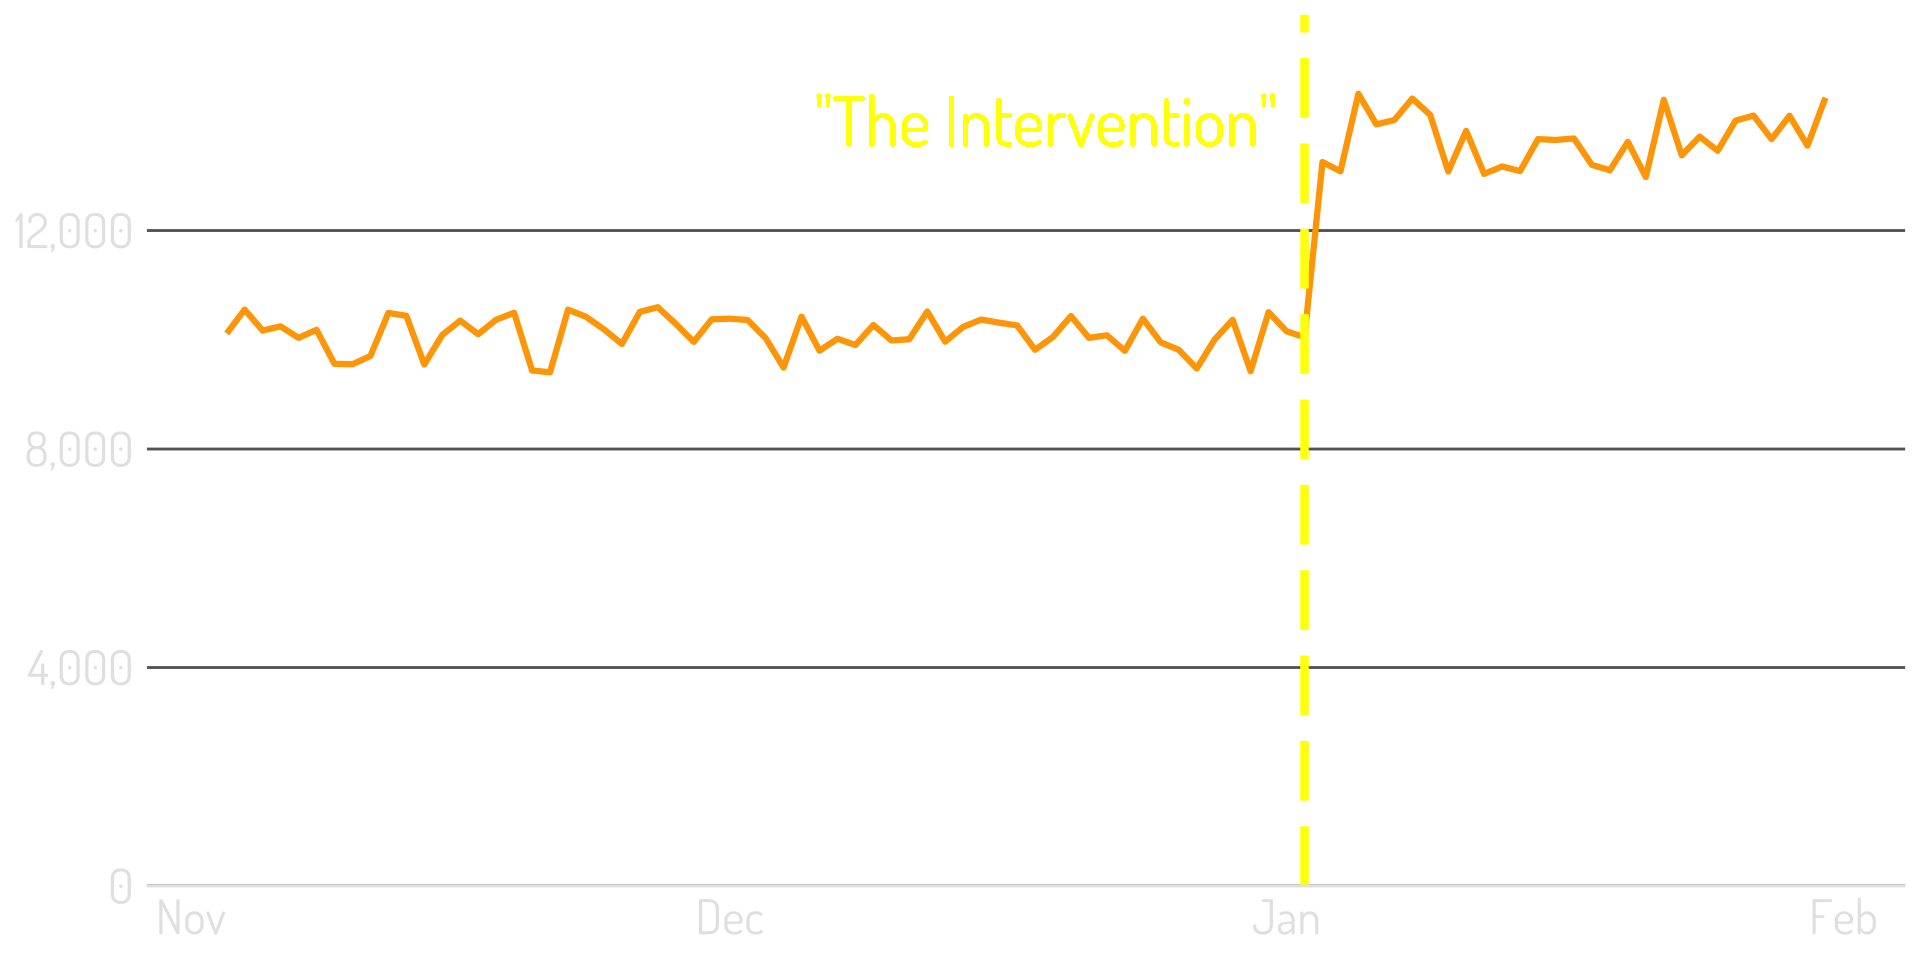 "The Intervention"
12,000
8,000
4,000
0
Nov Dec Jan Feb